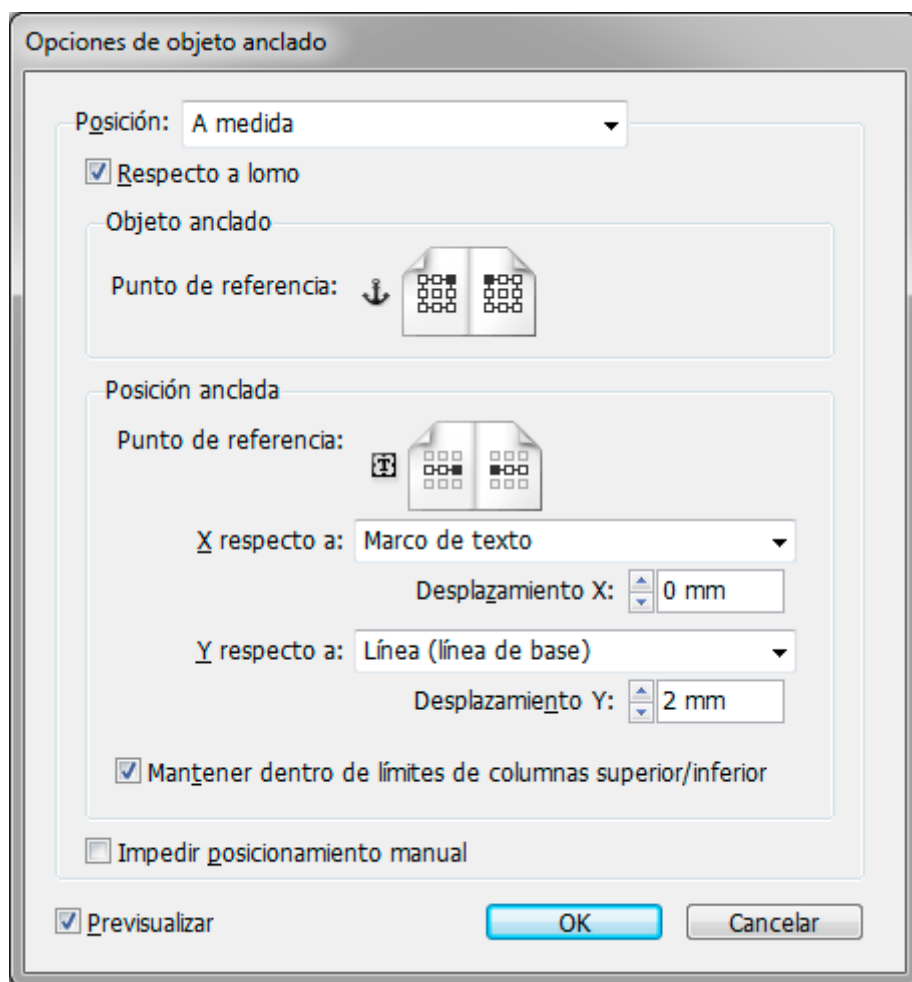 Opciones de objeto anclado
Posición: A medida
Respecto a lomo
Objeto anclado
Punto de referencia:
Posición anclada
Punto de referencia: T
X respecto a: Marco de texto
Desplazamiento X: 0 mm
Y respecto a: Línea (línea de base)
Desplazamiento Y: 2 mm
Mantener dentro de límites de columnas superior/inferior
Impedir posicionamiento manual
Previsualizar OK Cancelar